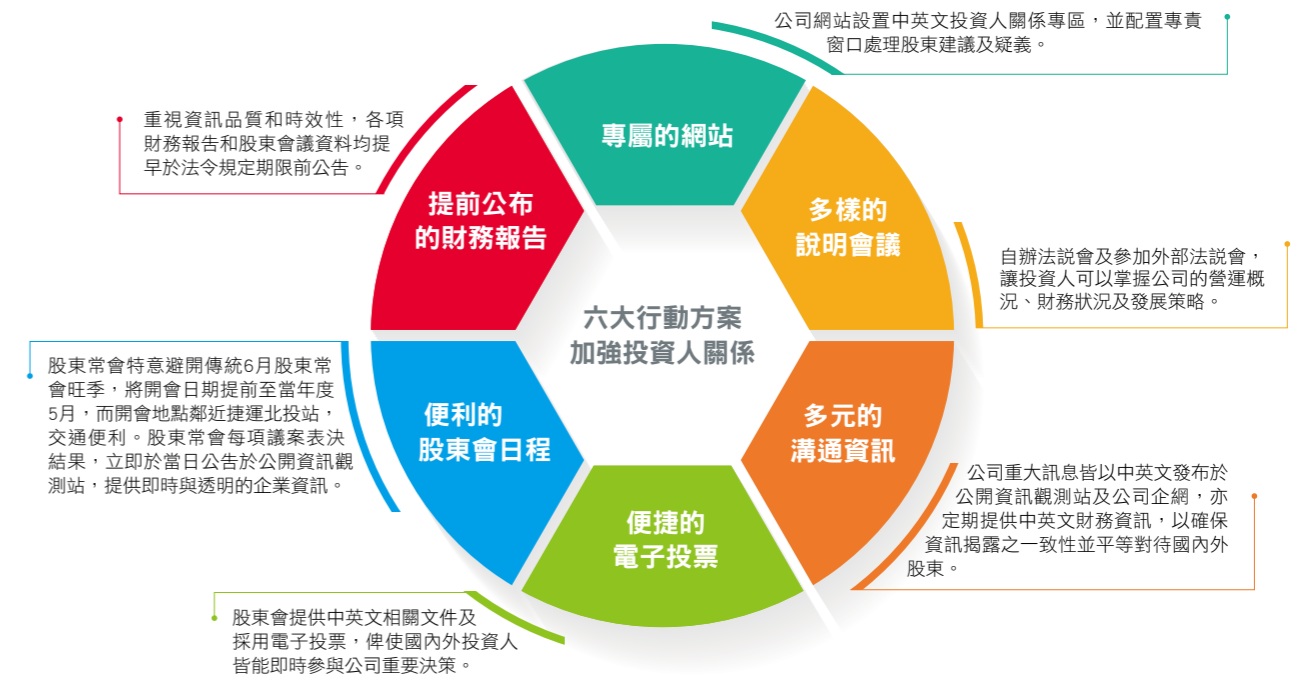 六大行動方案
加強投資人關係
專屬的網站
公司網站設置中英文投資人關係專區，並配置專責
窗口處理股東建議及疑義。
多樣的
說明會議
自辦法說會及參加外部法說會，
讓投資人可以掌握公司的營運概
況、財務狀況及發展策略。
多元的
溝通資訊
公司重大訊息皆以中英文發布於
公開資訊觀測站及公司企網，亦
定期提供中英文財務資訊，以確保
資訊揭露之一致性並平等對待國內外
股東。
便捷的
電子投票
股東會提供中英文相關文件及
採用電子投票，俾使國內外投資人
皆能即時參與公司重要決策。
便利的
股東會日程
股東常會特意避開傳統6月股東常
會旺季，將開會日期提前至當年度
5月，而開會地點鄰近捷運北投站，
交通便利。股東常會每項議案表決
結果，立即於當日公告於公開資訊觀
測站，提供即時與透明的企業資訊。
提前公布
的財務報告
重視資訊品質和時效性，各項
財務報告和股東會議資料均提
早於法令規定期限前公告。